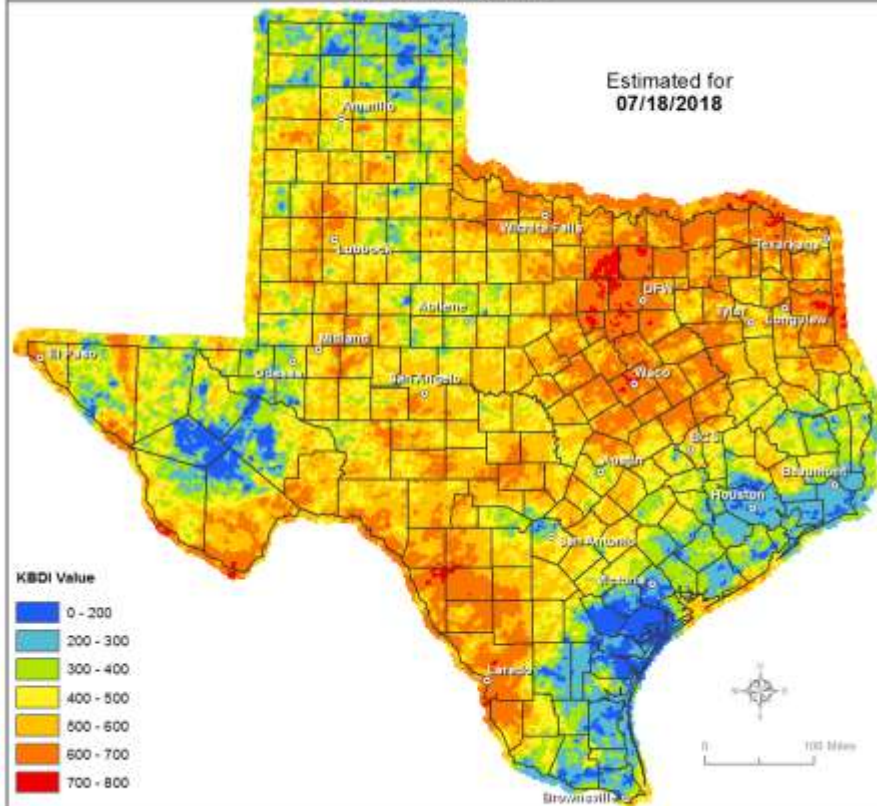 Estimated for
07/18/2018
Amarillo
Wichita Falls
Texarkana
Lubbock
DFW
Abilene
Tyler
Longview
El Paso
Midland
Odessa
San Angelo
Waco
BCS
Austin
Beaumont
Houston
San Antonio
Victoria
Laredo
Brownsville
KBDI Value
0 - 200
200 - 300
300 - 400
400 - 500
500 - 600
600 - 700
700 - 800
0 100 Miles